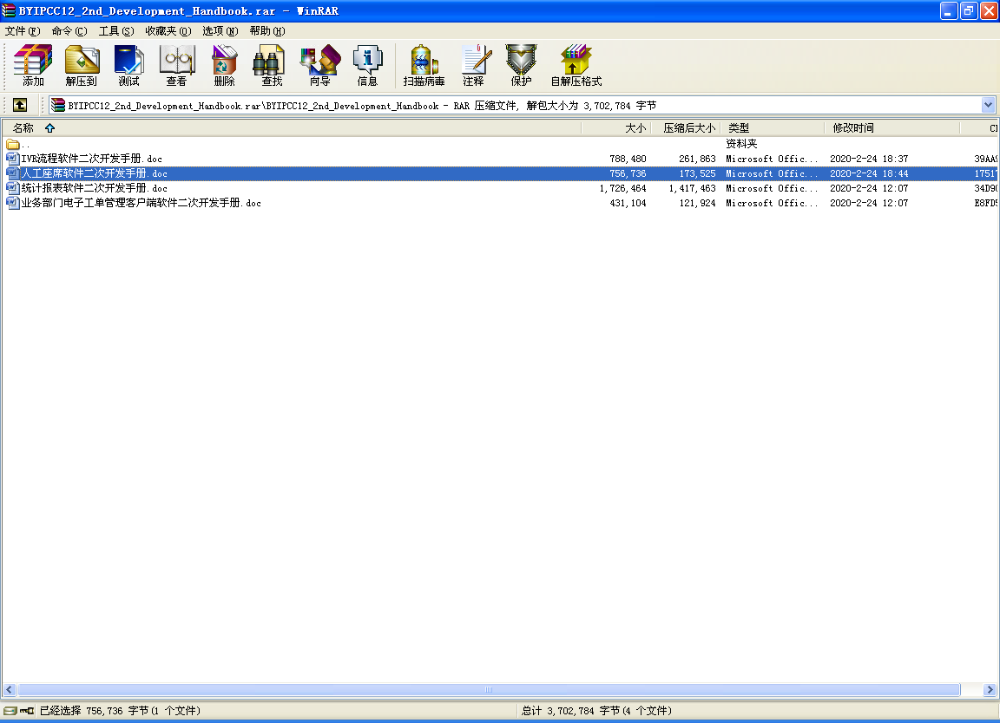 BYIPCC12_2nd_Development_Handbook.rar - WinRAR
文件(F) 命令(C) 工具(S) 收藏夹(O) 选项(N) 帮助(H)
添加 解压到 测试 查看 删除 查找 向导 信息 扫描病毒 注释 保护 自解压格式
BYIPCC12_2nd_Development_Handbook.rar\BYIPCC12_2nd_Development_Handbook - RAR 压缩文件, 解包大小为 3,702,784 字节
名称 大小 压缩后大小 类型 修改时间
.. 资料夹
IVR流程软件二次开发手册.doc 788,480 261,863 Microsoft Offic... 2020-2-24 18:37 39AA
人工座席软件二次开发手册.doc 756,736 173,525 Microsoft Offic... 2020-2-24 18:44 1751
统计报表软件二次开发手册.doc 1,726,464 1,417,463 Microsoft Offic... 2020-2-24 12:07 34D9
业务部门电子工单管理客户端软件二次开发手册.doc 431,104 121,924 Microsoft Offic... 2020-2-24 12:07 E8FD
已经选择 756,736 字节(1 个文件) 总计 3,702,784 字节(4 个文件)